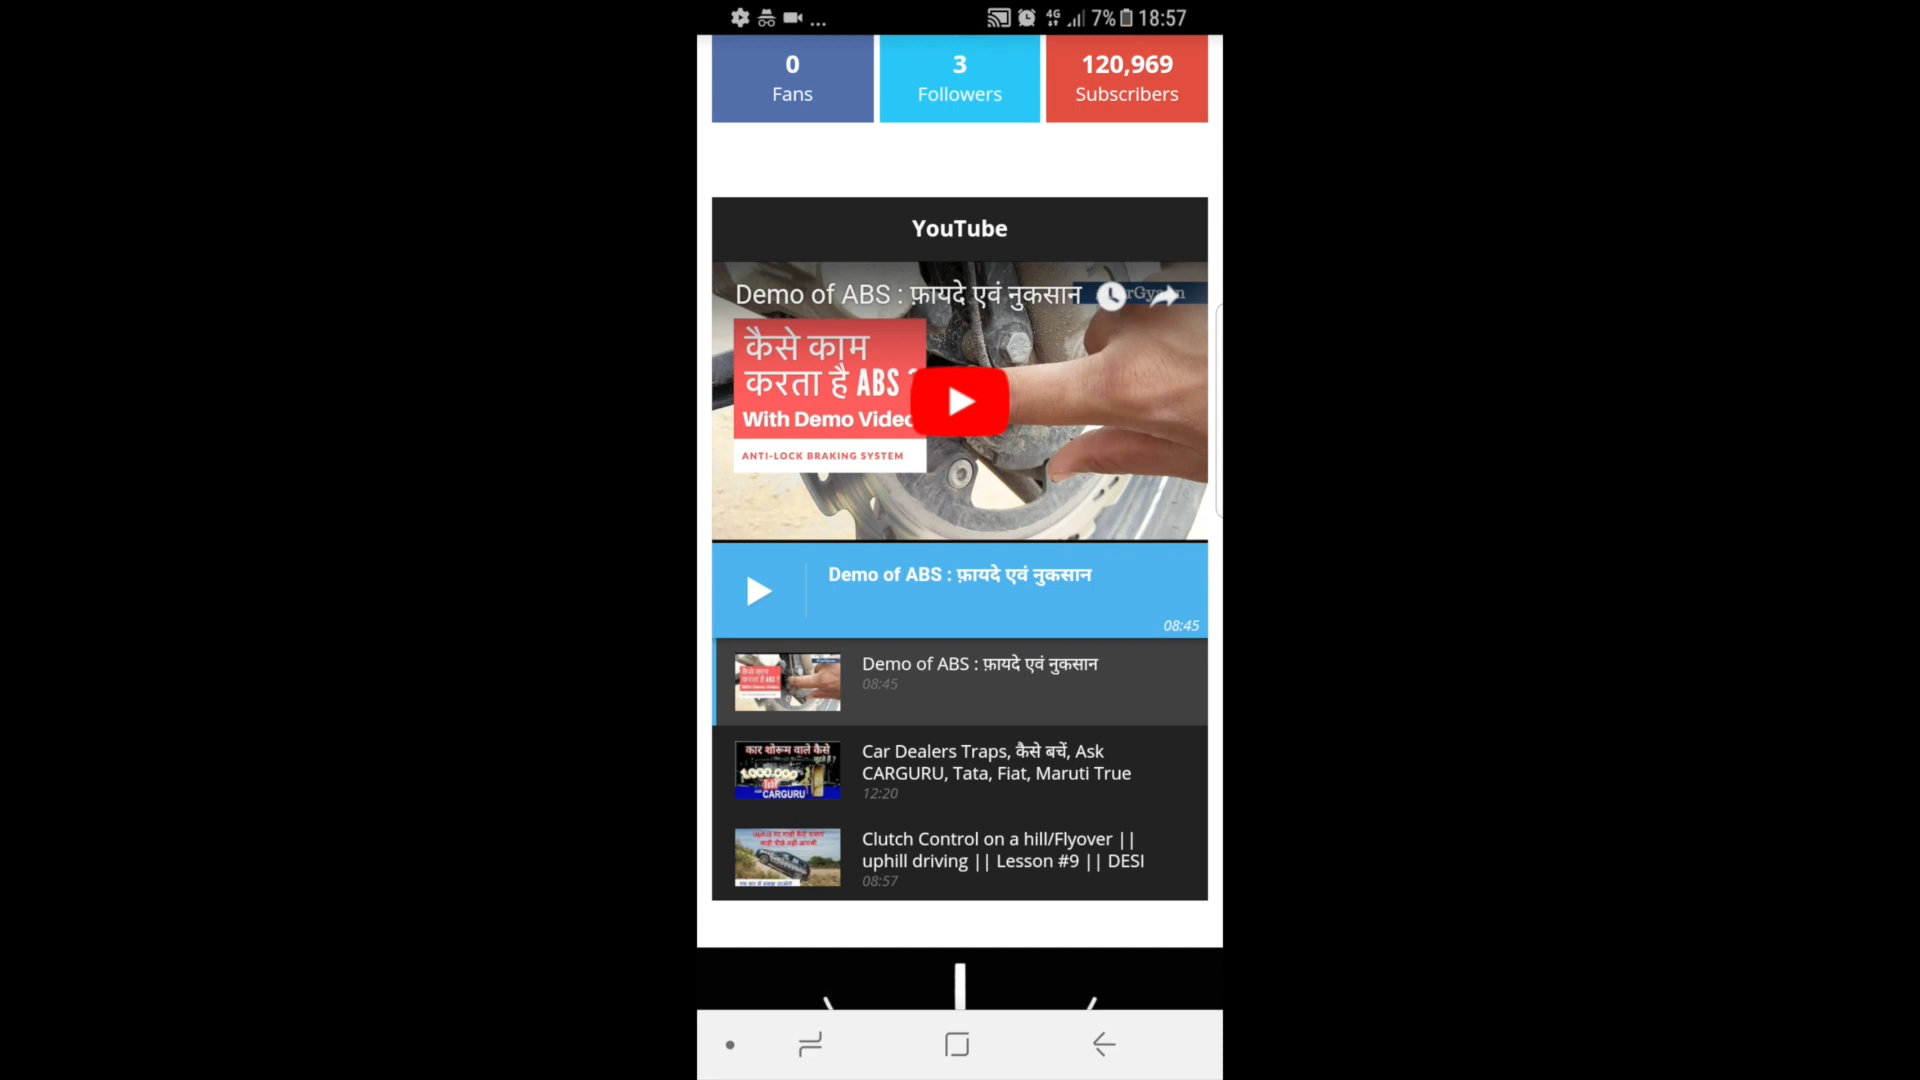 ... 4G 7% 18:57
0 3 120,969
Fans Followers Subscribers
YouTube
Demo of ABS : फ़ायदे एवं नुकसान
कैसे काम
करता है ABS
With Demo Video
ANTI-LOCK BRAKING SYSTEM
Demo of ABS : फ़ायदे एवं नुकसान
08:45
Demo of ABS : फ़ायदे एवं नुकसान
08:45
कार शोरूम वाले कैसे
CARGURU
Car Dealers Traps, कैसे बचें, Ask
CARGURU, Tata, Fiat, Maruti True
12:20
Clutch Control on a hill/Flyover ||
uphill driving || Lesson #9 || DESI
08:57